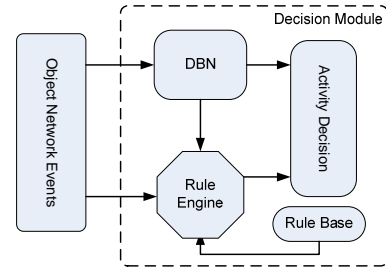 Decision Module
Object Network Events
DBN
Activity Decision
Rule
Engine
Rule Base